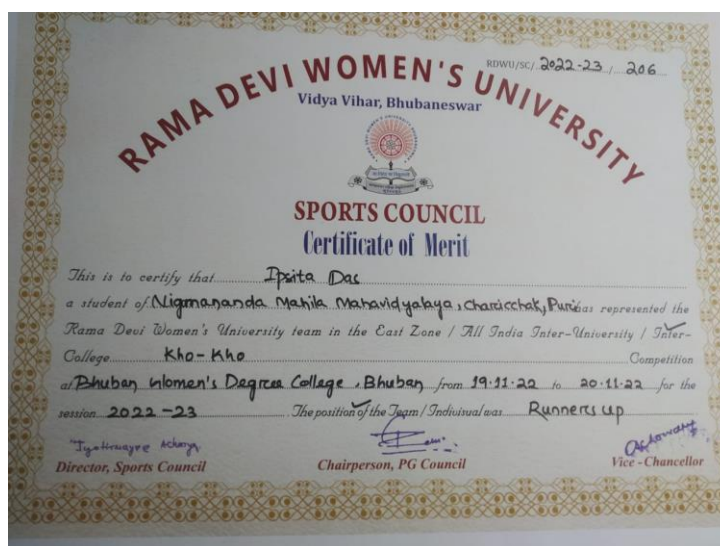 RDWU/SC/ 2022-23 / 206
RAMA DEVI WOMEN'S UNIVERSITY
Vidya Vihar, Bhubaneswar
SPORTS COUNCIL
Certificate of Merit
This is to certify that Ipsita Das
a student of Nigmananda Mahila Mahavidyalaya, Charicchak, Puri has represented the
Rama Devi Women's University team in the East Zone / All India Inter-University / Inter-
College Kho-Kho Competition
at Bhuban Women's Degree College, Bhuban from 19.11.22 to 20.11.22 for the
session 2022-23 The position of the Team / Indivisual was Runners up
Director, Sports Council
Chairperson, PG Council
Vice-Chancellor